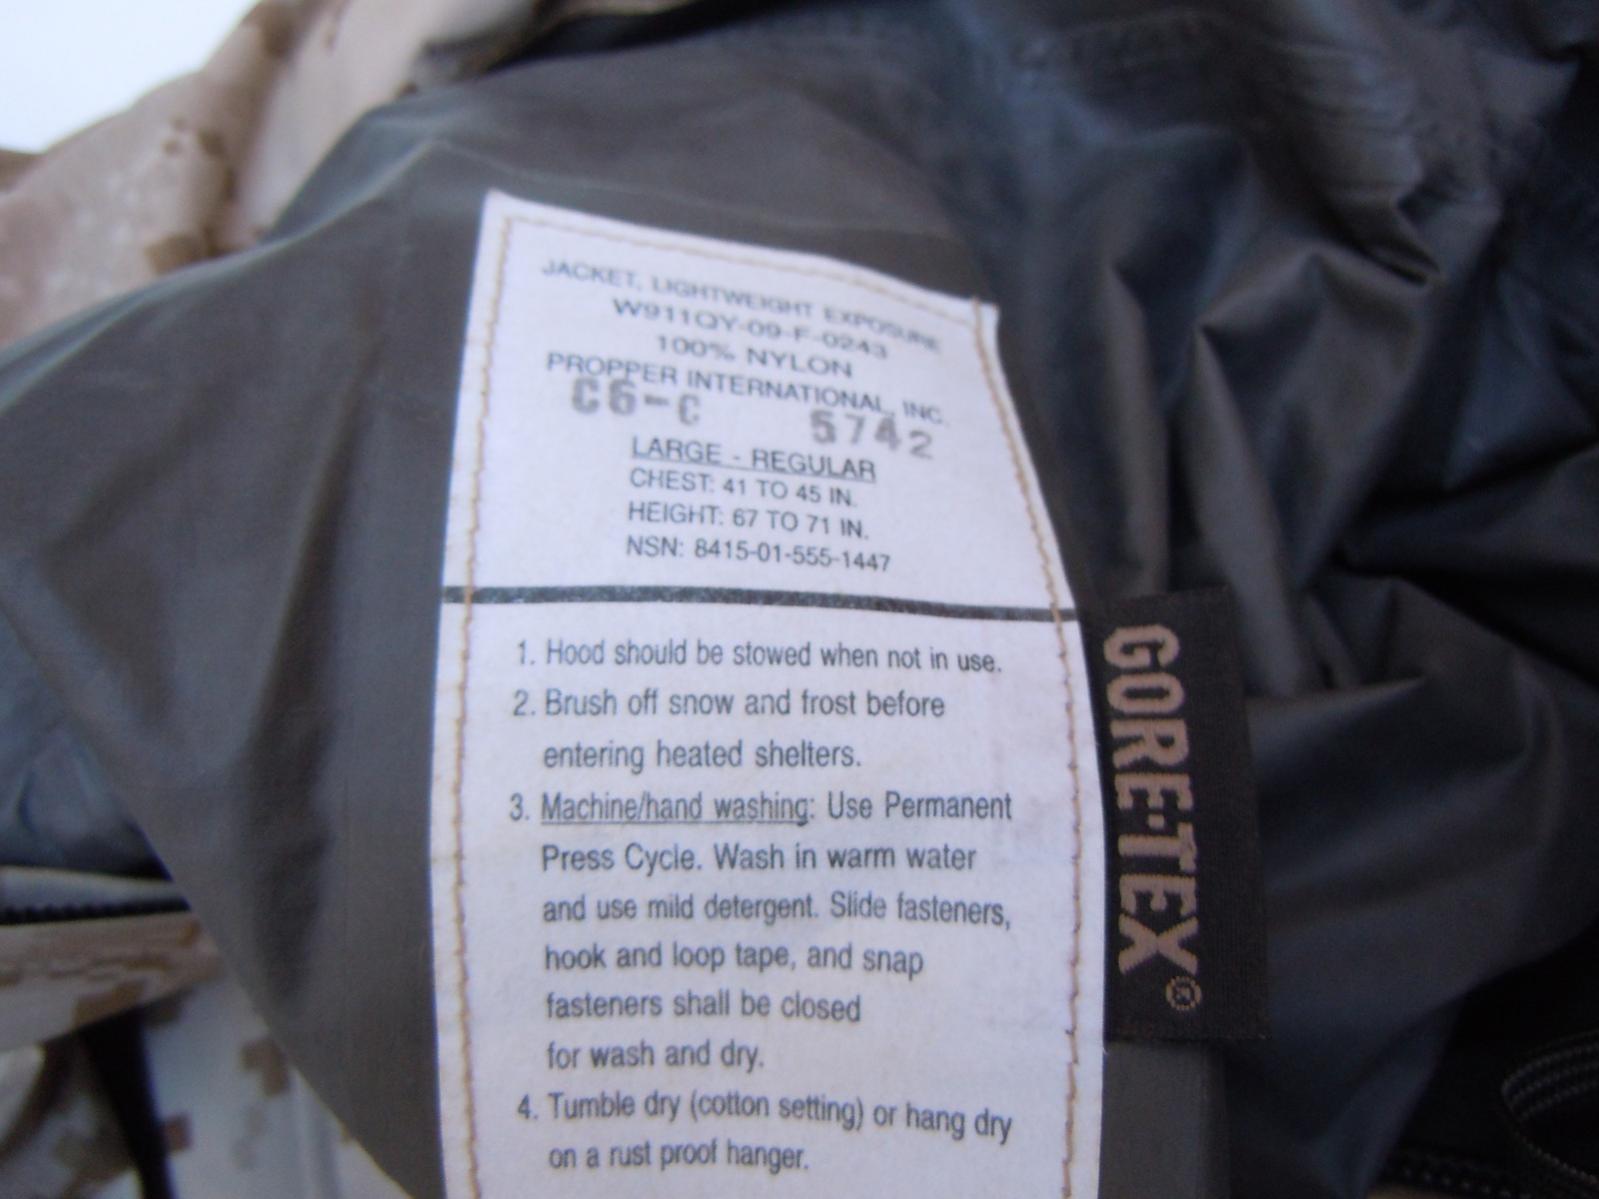 JACKET, LIGHTWEIGHT EXPOSURE
W911QY-09-F-0243
100% NYLON
PROPPER INTERNATIONAL, INC.
C6-C 5742
LARGE - REGULAR
CHEST: 41 TO 45 IN.
HEIGHT: 67 TO 71 IN.
NSN: 8415-01-555-1447
1. Hood should be stowed when not in use.
2. Brush off snow and frost before
entering heated shelters.
3. Machine/hand washing: Use Permanent
Press Cycle. Wash in warm water
and use mild detergent. Slide fasteners,
hook and loop tape, and snap
fasteners shall be closed
for wash and dry.
4. Tumble dry (cotton setting) or hang dry
on a rust proof hanger.
GORE-TEX®